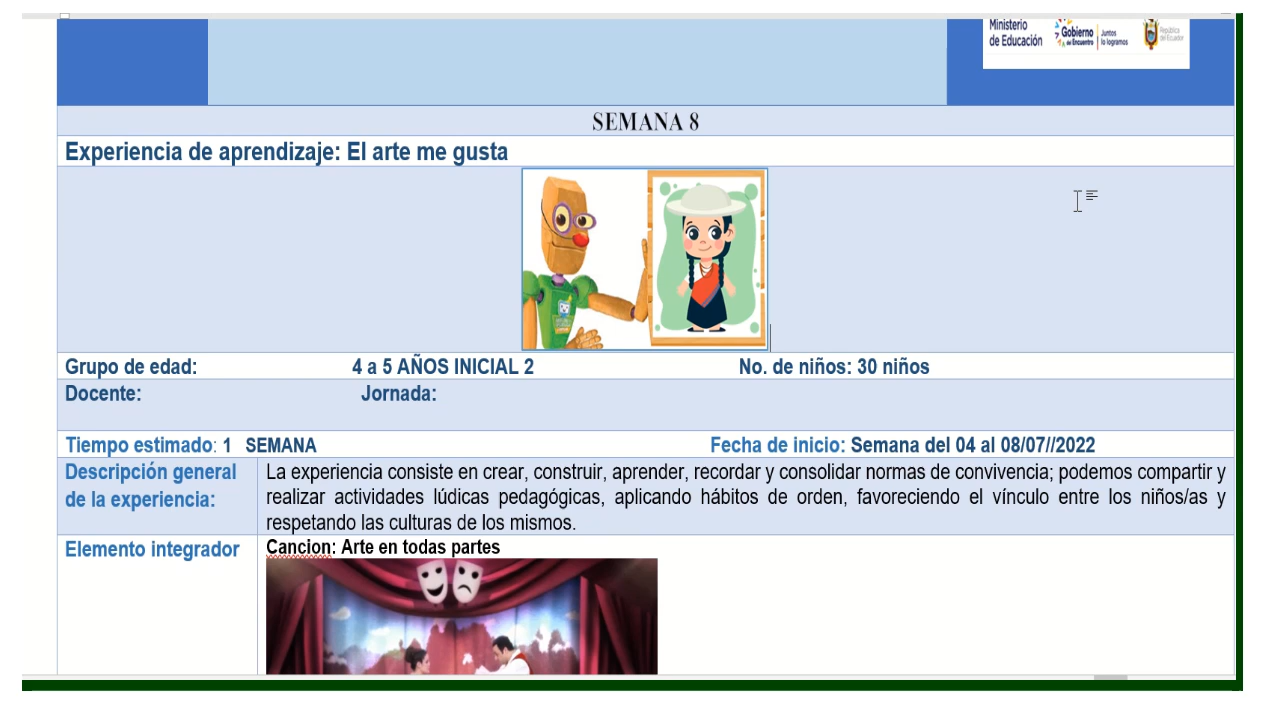 Ministerio
de Educación
Gobierno
del Encuentro
Juntos
lo logramos
República
del Ecuador
SEMANA 8
Experiencia de aprendizaje: El arte me gusta
Grupo de edad: 4 a 5 AÑOS INICIAL 2 No. de niños: 30 niños
Docente: Jornada:
Tiempo estimado: 1 SEMANA Fecha de inicio: Semana del 04 al 08/07//2022
Descripción general
de la experiencia:
La experiencia consiste en crear, construir, aprender, recordar y consolidar normas de convivencia; podemos compartir y
realizar actividades lúdicas pedagógicas, aplicando hábitos de orden, favoreciendo el vínculo entre los niños/as y
respetando las culturas de los mismos.
Elemento integrador
Cancion: Arte en todas partes